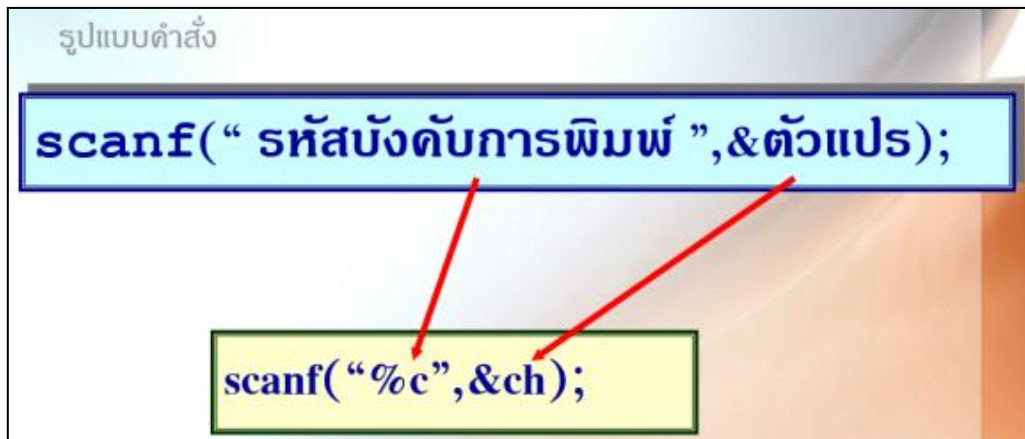 รูปแบบคำสั่ง
scanf(“ รหัสบังคับการพิมพ์ ”,&ตัวแปร);
scanf(“%c”,&ch);